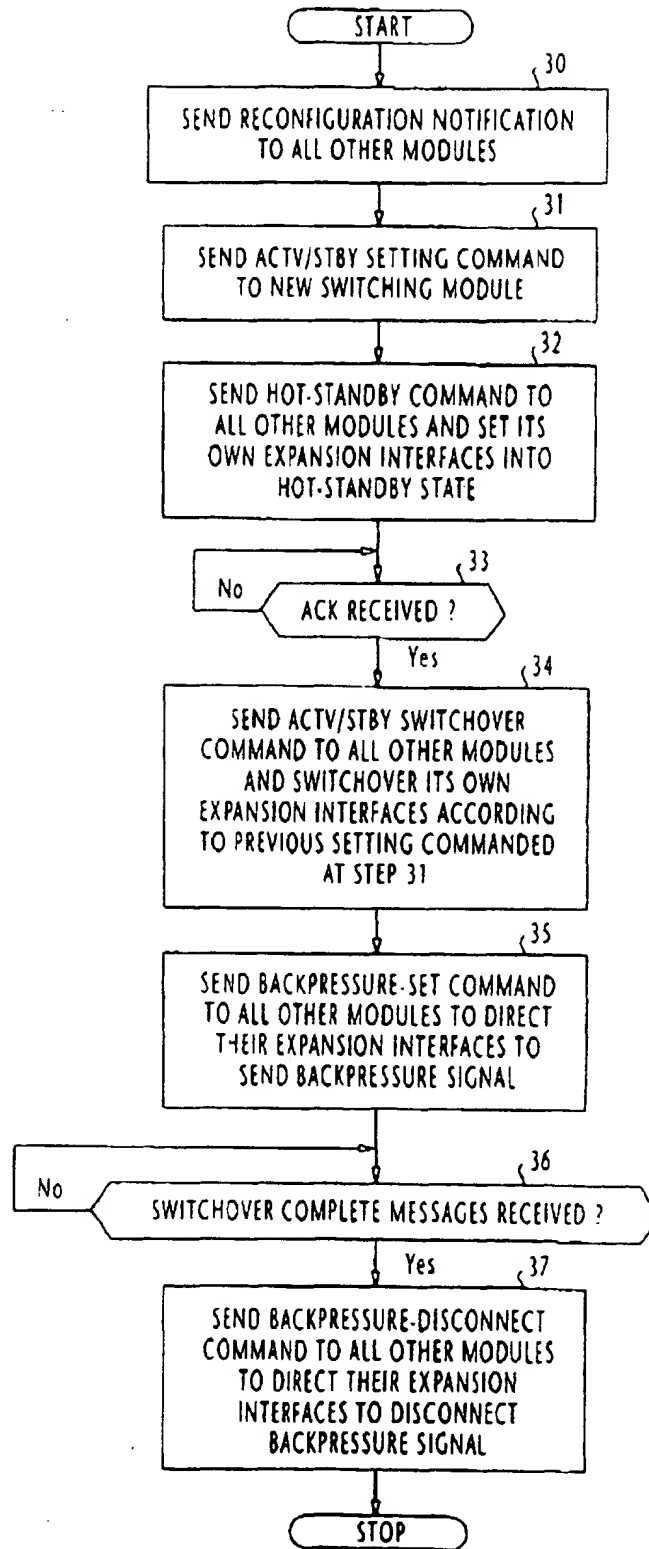 START
30
SEND RECONFIGURATION NOTIFICATION
TO ALL OTHER MODULES
31
SEND ACTV/STBY SETTING COMMAND
TO NEW SWITCHING MODULE
32
SEND HOT-STANDBY COMMAND TO
ALL OTHER MODULES AND SET ITS
OWN EXPANSION INTERFACES INTO
HOT-STANDBY STATE
33
No
ACK RECEIVED ?
Yes
34
SEND ACTV/STBY SWITCHOVER
COMMAND TO ALL OTHER MODULES
AND SWITCHOVER ITS OWN
EXPANSION INTERFACES ACCORDING
TO PREVIOUS SETTING COMMANDED
AT STEP 31
35
SEND BACKPRESSURE-SET COMMAND
TO ALL OTHER MODULES TO DIRECT
THEIR EXPANSION INTERFACES TO
SEND BACKPRESSURE SIGNAL
36
No
SWITCHOVER COMPLETE MESSAGES RECEIVED ?
Yes
37
SEND BACKPRESSURE-DISCONNECT
COMMAND TO ALL OTHER MODULES
TO DIRECT THEIR EXPANSION
INTERFACES TO DISCONNECT
BACKPRESSURE SIGNAL
STOP